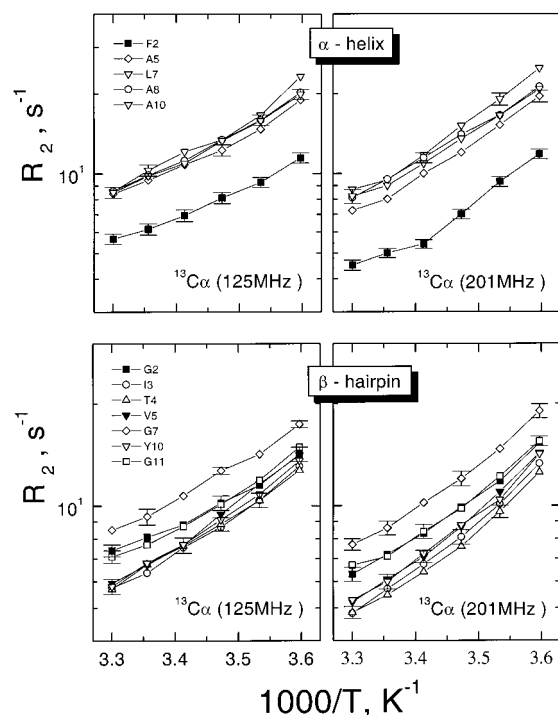 α - helix
F2
A5
L7
A8
A10
R₂, s⁻¹
10¹
¹³Cα (125MHz)
¹³Cα (201MHz)
β - hairpin
G2
I3
T4
V5
G7
Y10
G11
R₂, s⁻¹
10¹
¹³Cα (125MHz)
¹³Cα (201MHz)
3.3 3.4 3.5 3.6 3.3 3.4 3.5 3.6
1000/T, K⁻¹